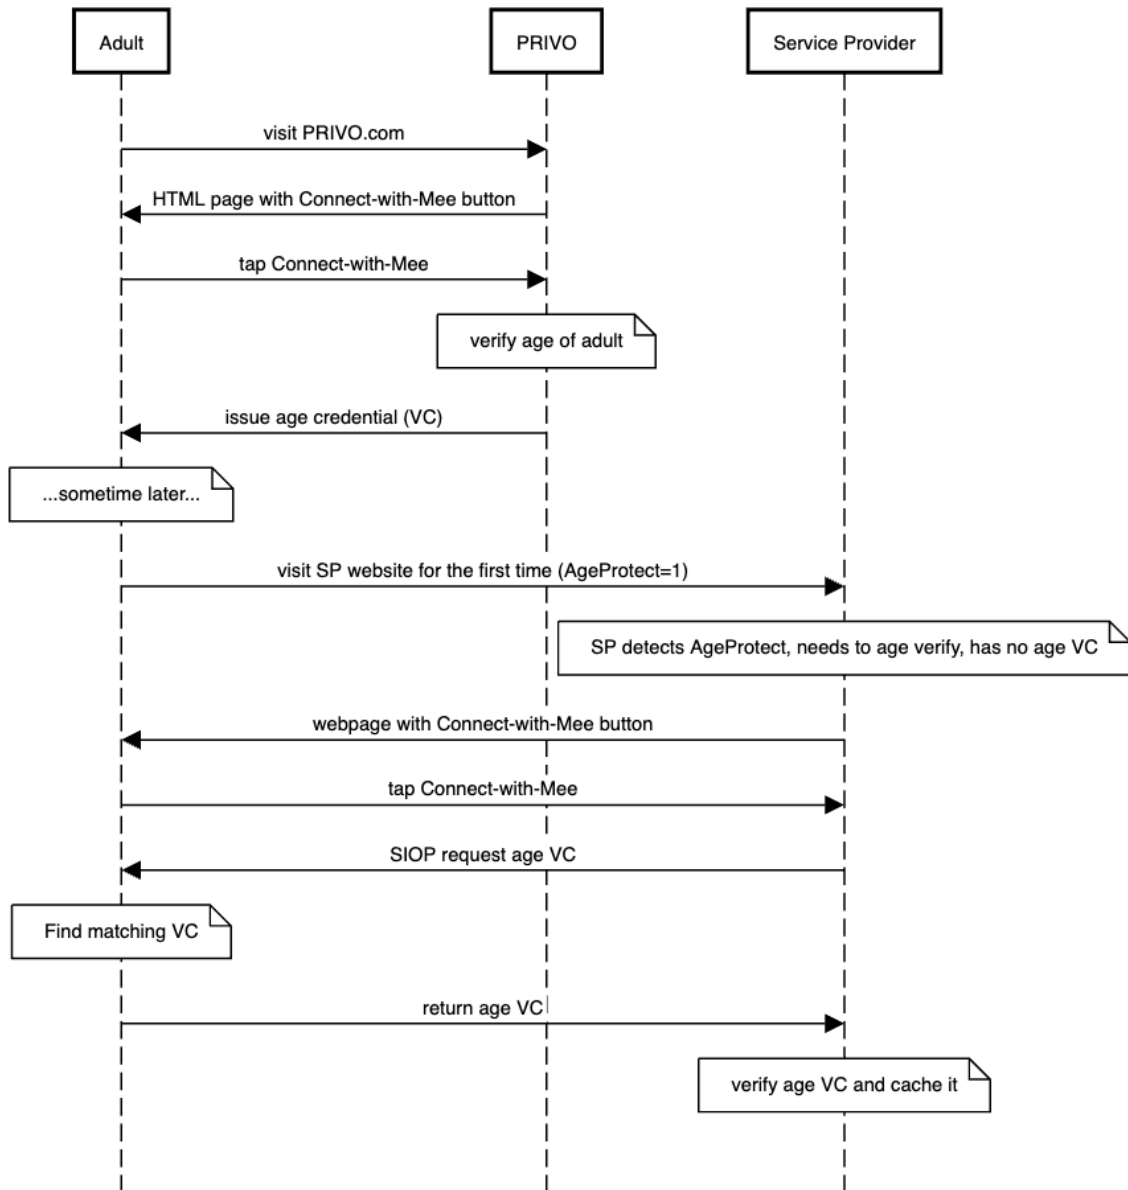 Adult
PRIVO
Service Provider
visit PRIVO.com
HTML page with Connect-with-Mee button
tap Connect-with-Mee
verify age of adult
issue age credential (VC)
...sometime later...
visit SP website for the first time (AgeProtect=1)
SP detects AgeProtect, needs to age verify, has no age VC
webpage with Connect-with-Mee button
tap Connect-with-Mee
SIOP request age VC
Find matching VC
return age VC
verify age VC and cache it